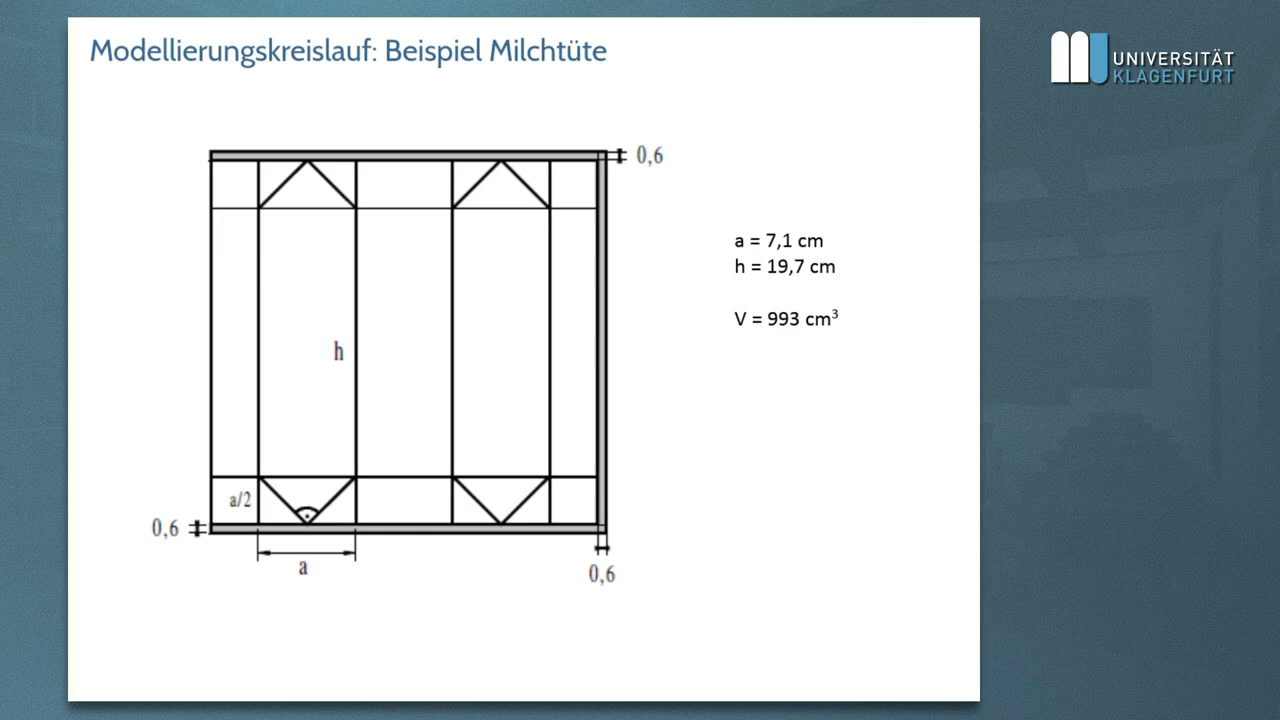 Modellierungskreislauf: Beispiel Milchtüte
UNIVERSITÄT
KLAGENFURT
0,6
a = 7,1 cm
h = 19,7 cm
V = 993 cm³
h
a/2
0,6
a
0,6